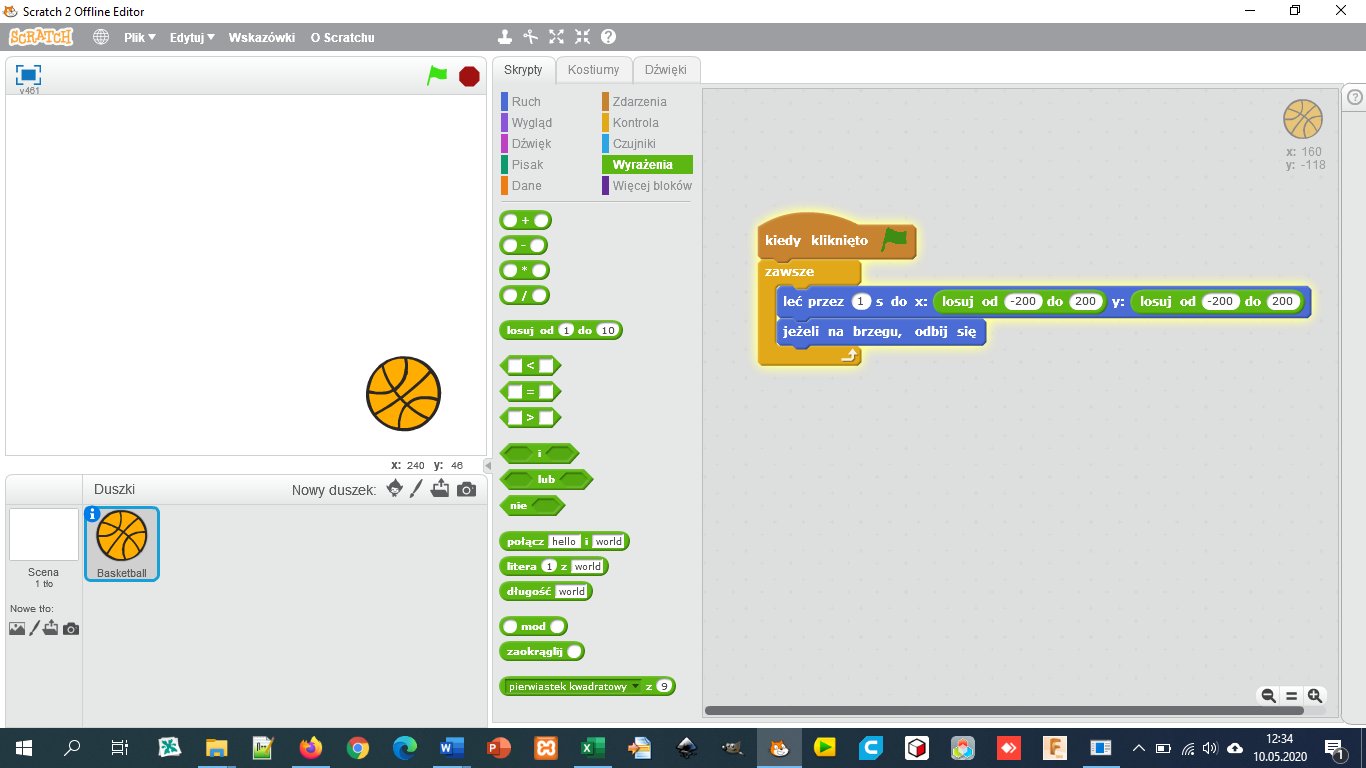 Scratch 2 Offline Editor
SCRATCH Plik Edytuj Wskazówki O Scratchu
v461
Skrypty Kostiumy Dźwięki
Ruch Zdarzenia
Wygląd Kontrola
Dźwięk Czujniki
Pisak Wyrażenia
Dane Więcej bloków
+
-
*
/
losuj od 1 do 10
<
=
>
i
lub
nie
połącz hello i world
litera 1 z world
długość world
mod
zaokrąglij
pierwiastek kwadratowy z 9
x: 160
y: -118
kiedy kliknięto
zawsze
leć przez 1 s do x: losuj od -200 do 200 y: losuj od -200 do 200
jeżeli na brzegu, odbij się
x: 240 y: 46
Duszki Nowy duszek:
Scena
1 tło
Nowe tło:
Basketball
12:34
10.05.2020
1